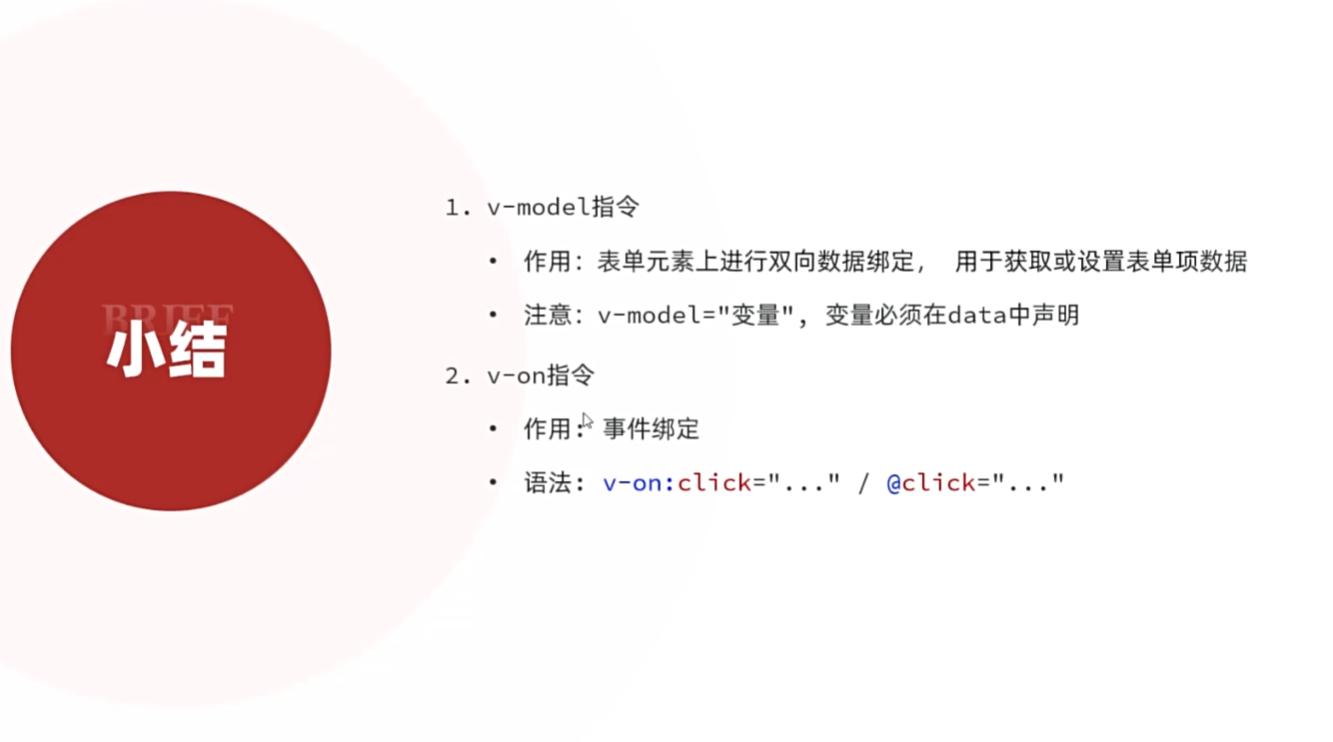 BRIEF
小结
1. v-model指令
• 作用：表单元素上进行双向数据绑定， 用于获取或设置表单项数据
• 注意：v-model="变量"，变量必须在data中声明
2. v-on指令
• 作用：事件绑定
• 语法：v-on:click="..." / @click="..."